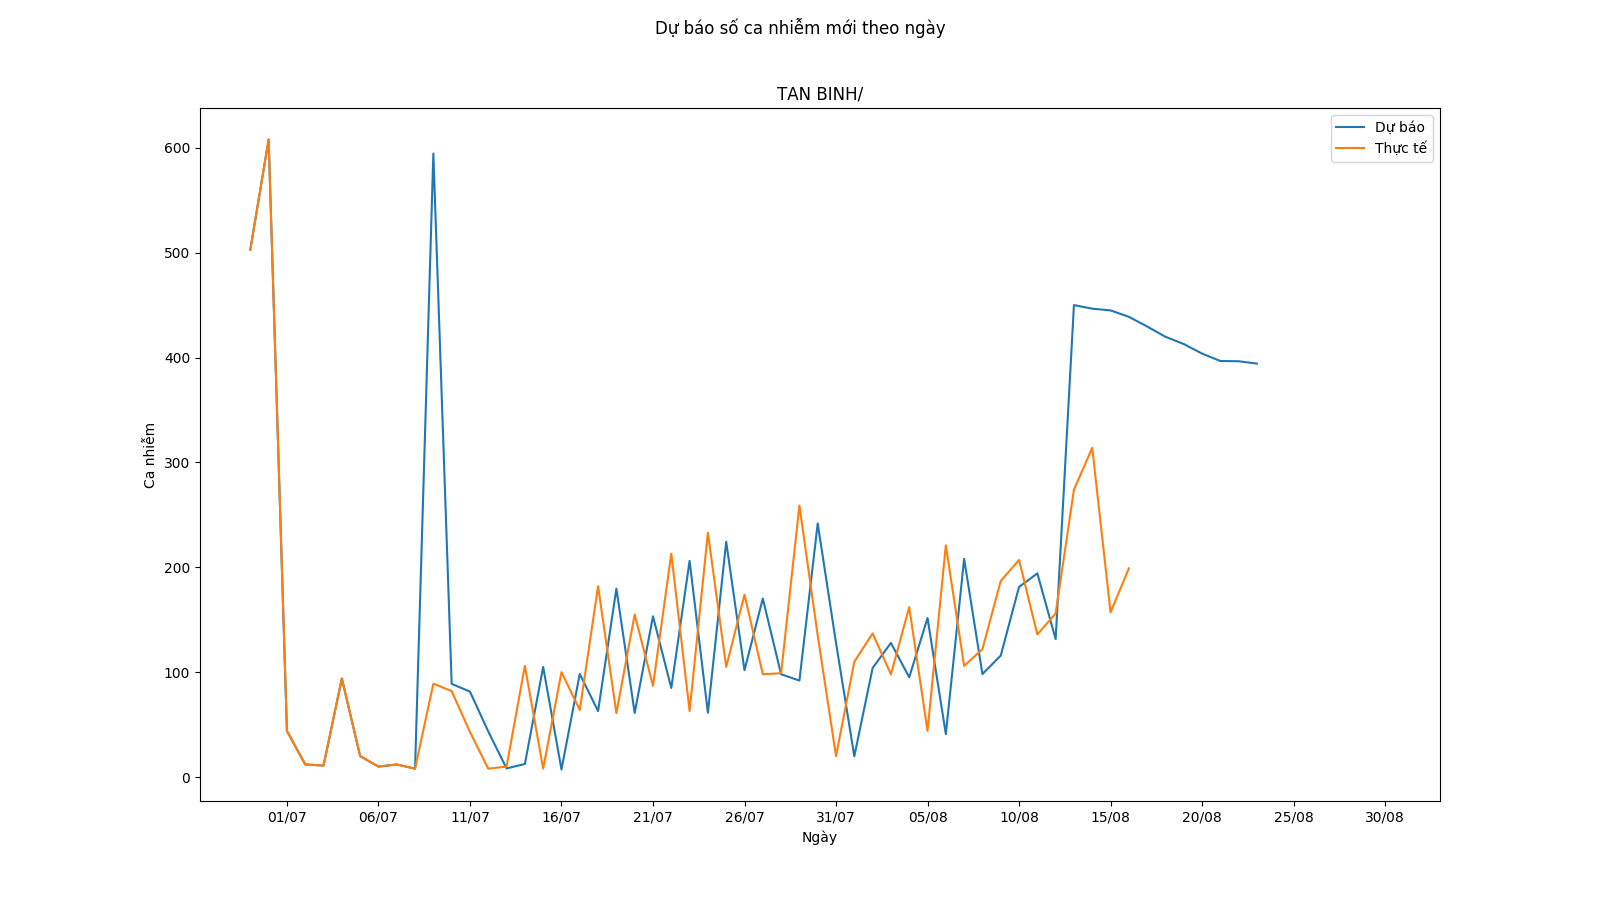 Dự báo số ca nhiễm mới theo ngày
TAN BINH/
Dự báo
Thực tế
600
500
400
300
200
100
0
Ca nhiễm
01/07 06/07 11/07 16/07 21/07 26/07 31/07 05/08 10/08 15/08 20/08 25/08 30/08
Ngày